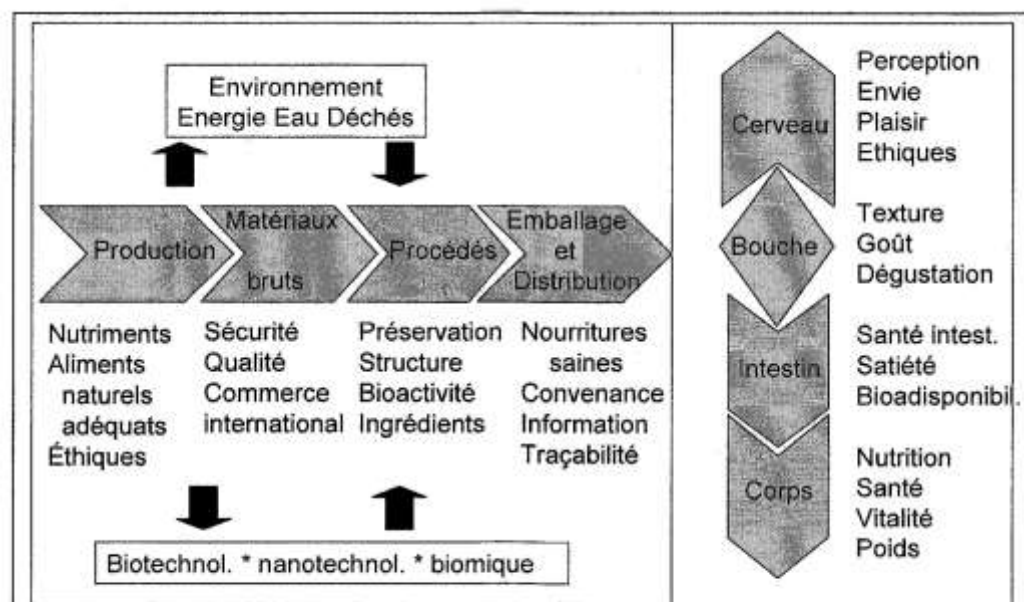 Environnement
Energie Eau Déchés
Production
Matériaux
bruts
Procédés
Emballage
et
Distribution
Nutriments
Aliments
naturels
adéquats
Éthiques
Sécurité
Qualité
Commerce
international
Préservation
Structure
Bioactivité
Ingrédients
Nourritures
saines
Convenance
Information
Traçabilité
Biotechnol. * nanotechnol. * biomique
Cerveau
Perception
Envie
Plaisir
Ethiques
Bouche
Texture
Goût
Dégustation
Intestin
Santé intest.
Satiété
Bioadisponibil.
Corps
Nutrition
Santé
Vitalité
Poids